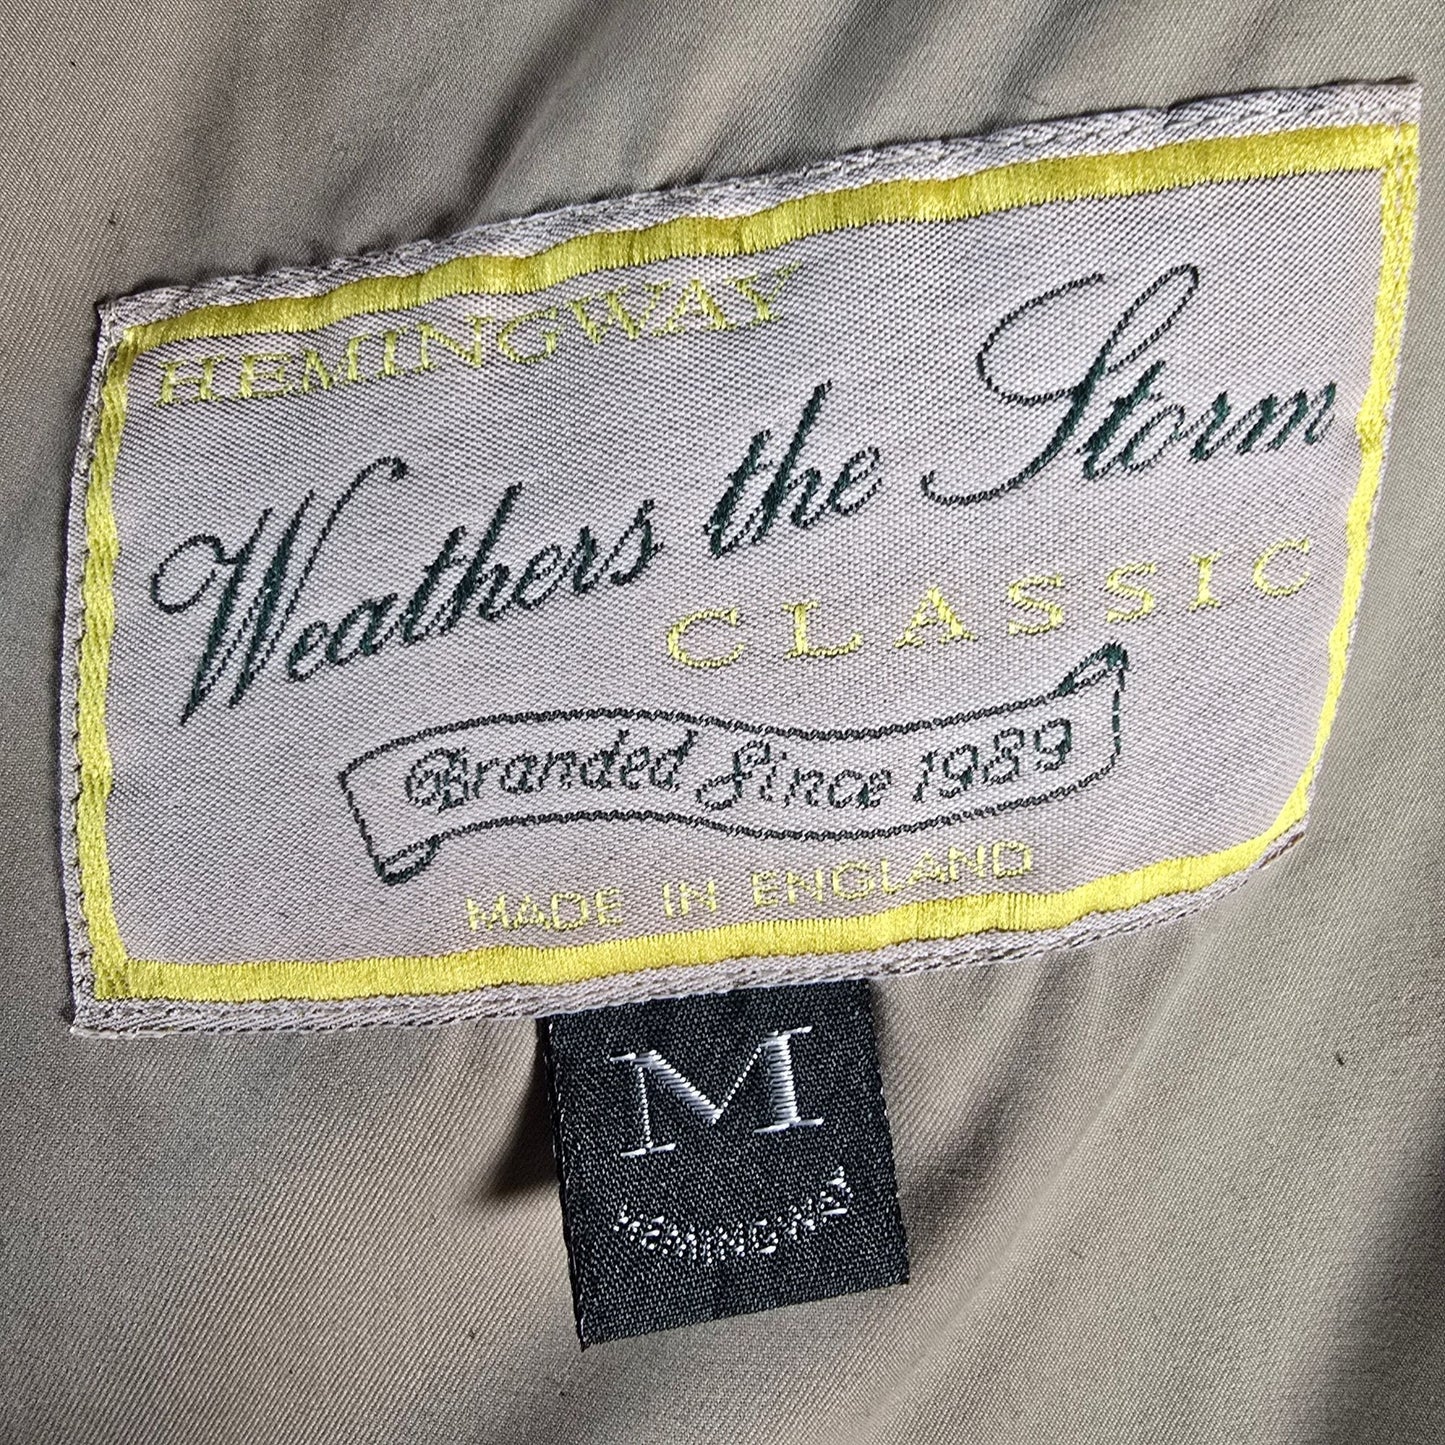 HEMINGWAY
Weathers the Storm
CLASSIC
Branded Since 1989
MADE IN ENGLAND
M
HEMINGWAY